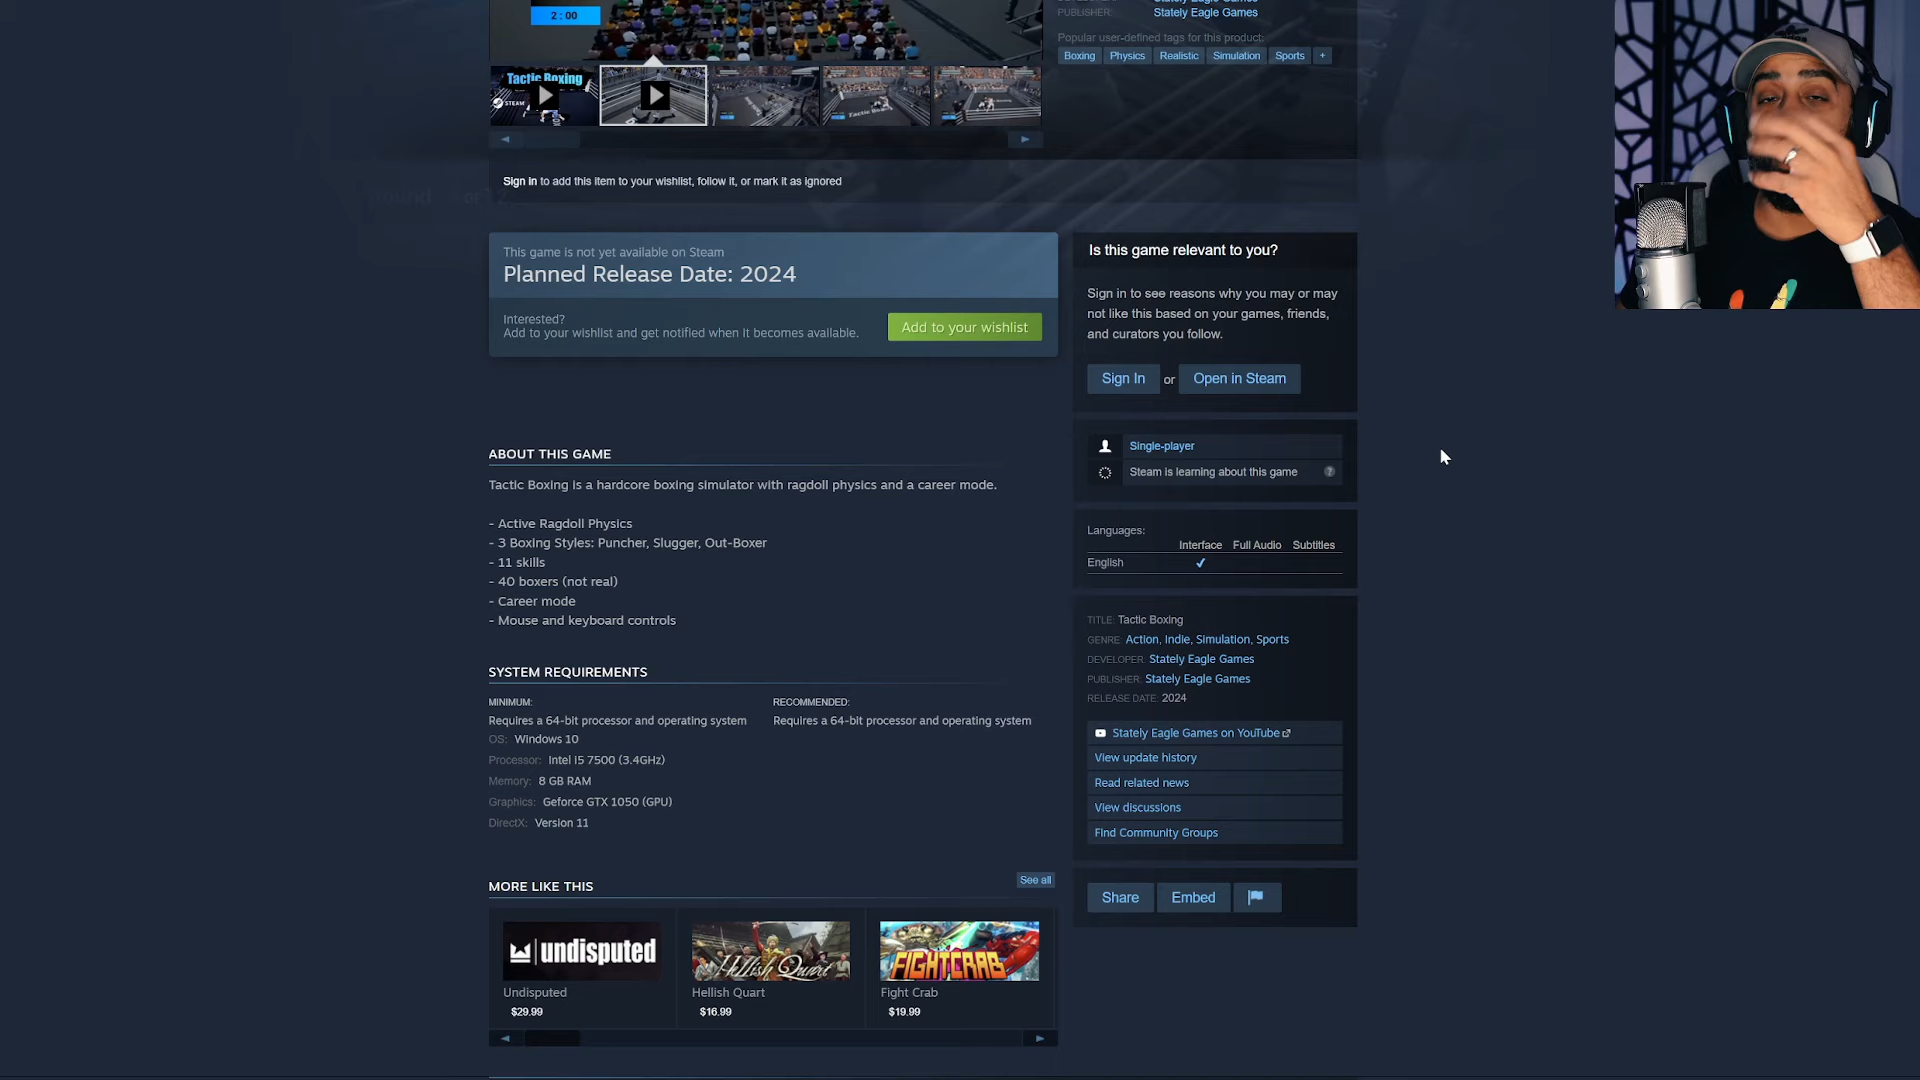 2 : 00
PUBLISHER: Stately Eagle Games
Popular user-defined tags for this product:
Boxing Physics Realistic Simulation Sports +
Tactic Boxing
STEAM
Sign in to add this item to your wishlist, follow it, or mark it as ignored
This game is not yet available on Steam
Planned Release Date: 2024
Interested?
Add to your wishlist and get notified when it becomes available.
Add to your wishlist
Is this game relevant to you?
Sign in to see reasons why you may or may
not like this based on your games, friends,
and curators you follow.
Sign In or Open in Steam
Single-player
Steam is learning about this game ?
ABOUT THIS GAME
Tactic Boxing is a hardcore boxing simulator with ragdoll physics and a career mode.
- Active Ragdoll Physics
- 3 Boxing Styles: Puncher, Slugger, Out-Boxer
- 11 skills
- 40 boxers (not real)
- Career mode
- Mouse and keyboard controls
Languages:
Interface Full Audio Subtitles
English ✔
SYSTEM REQUIREMENTS
MINIMUM:
Requires a 64-bit processor and operating system
OS: Windows 10
Processor: Intel i5 7500 (3.4GHz)
Memory: 8 GB RAM
Graphics: Geforce GTX 1050 (GPU)
DirectX: Version 11
RECOMMENDED:
Requires a 64-bit processor and operating system
TITLE: Tactic Boxing
GENRE: Action, Indie, Simulation, Sports
DEVELOPER: Stately Eagle Games
PUBLISHER: Stately Eagle Games
RELEASE DATE: 2024
Stately Eagle Games on YouTube
View update history
Read related news
View discussions
Find Community Groups
Share Embed
MORE LIKE THIS
See all
undisputed
Undisputed
$29.99
Hellish Quart
Hellish Quart
$16.99
FIGHTCRAB
Fight Crab
$19.99